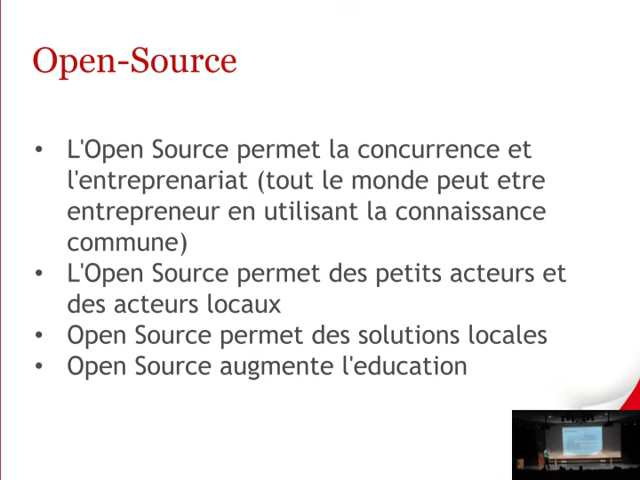 Open-Source
• L'Open Source permet la concurrence et
l'entreprenariat (tout le monde peut etre
entrepreneur en utilisant la connaissance
commune)
• L'Open Source permet des petits acteurs et
des acteurs locaux
• Open Source permet des solutions locales
• Open Source augmente l'education